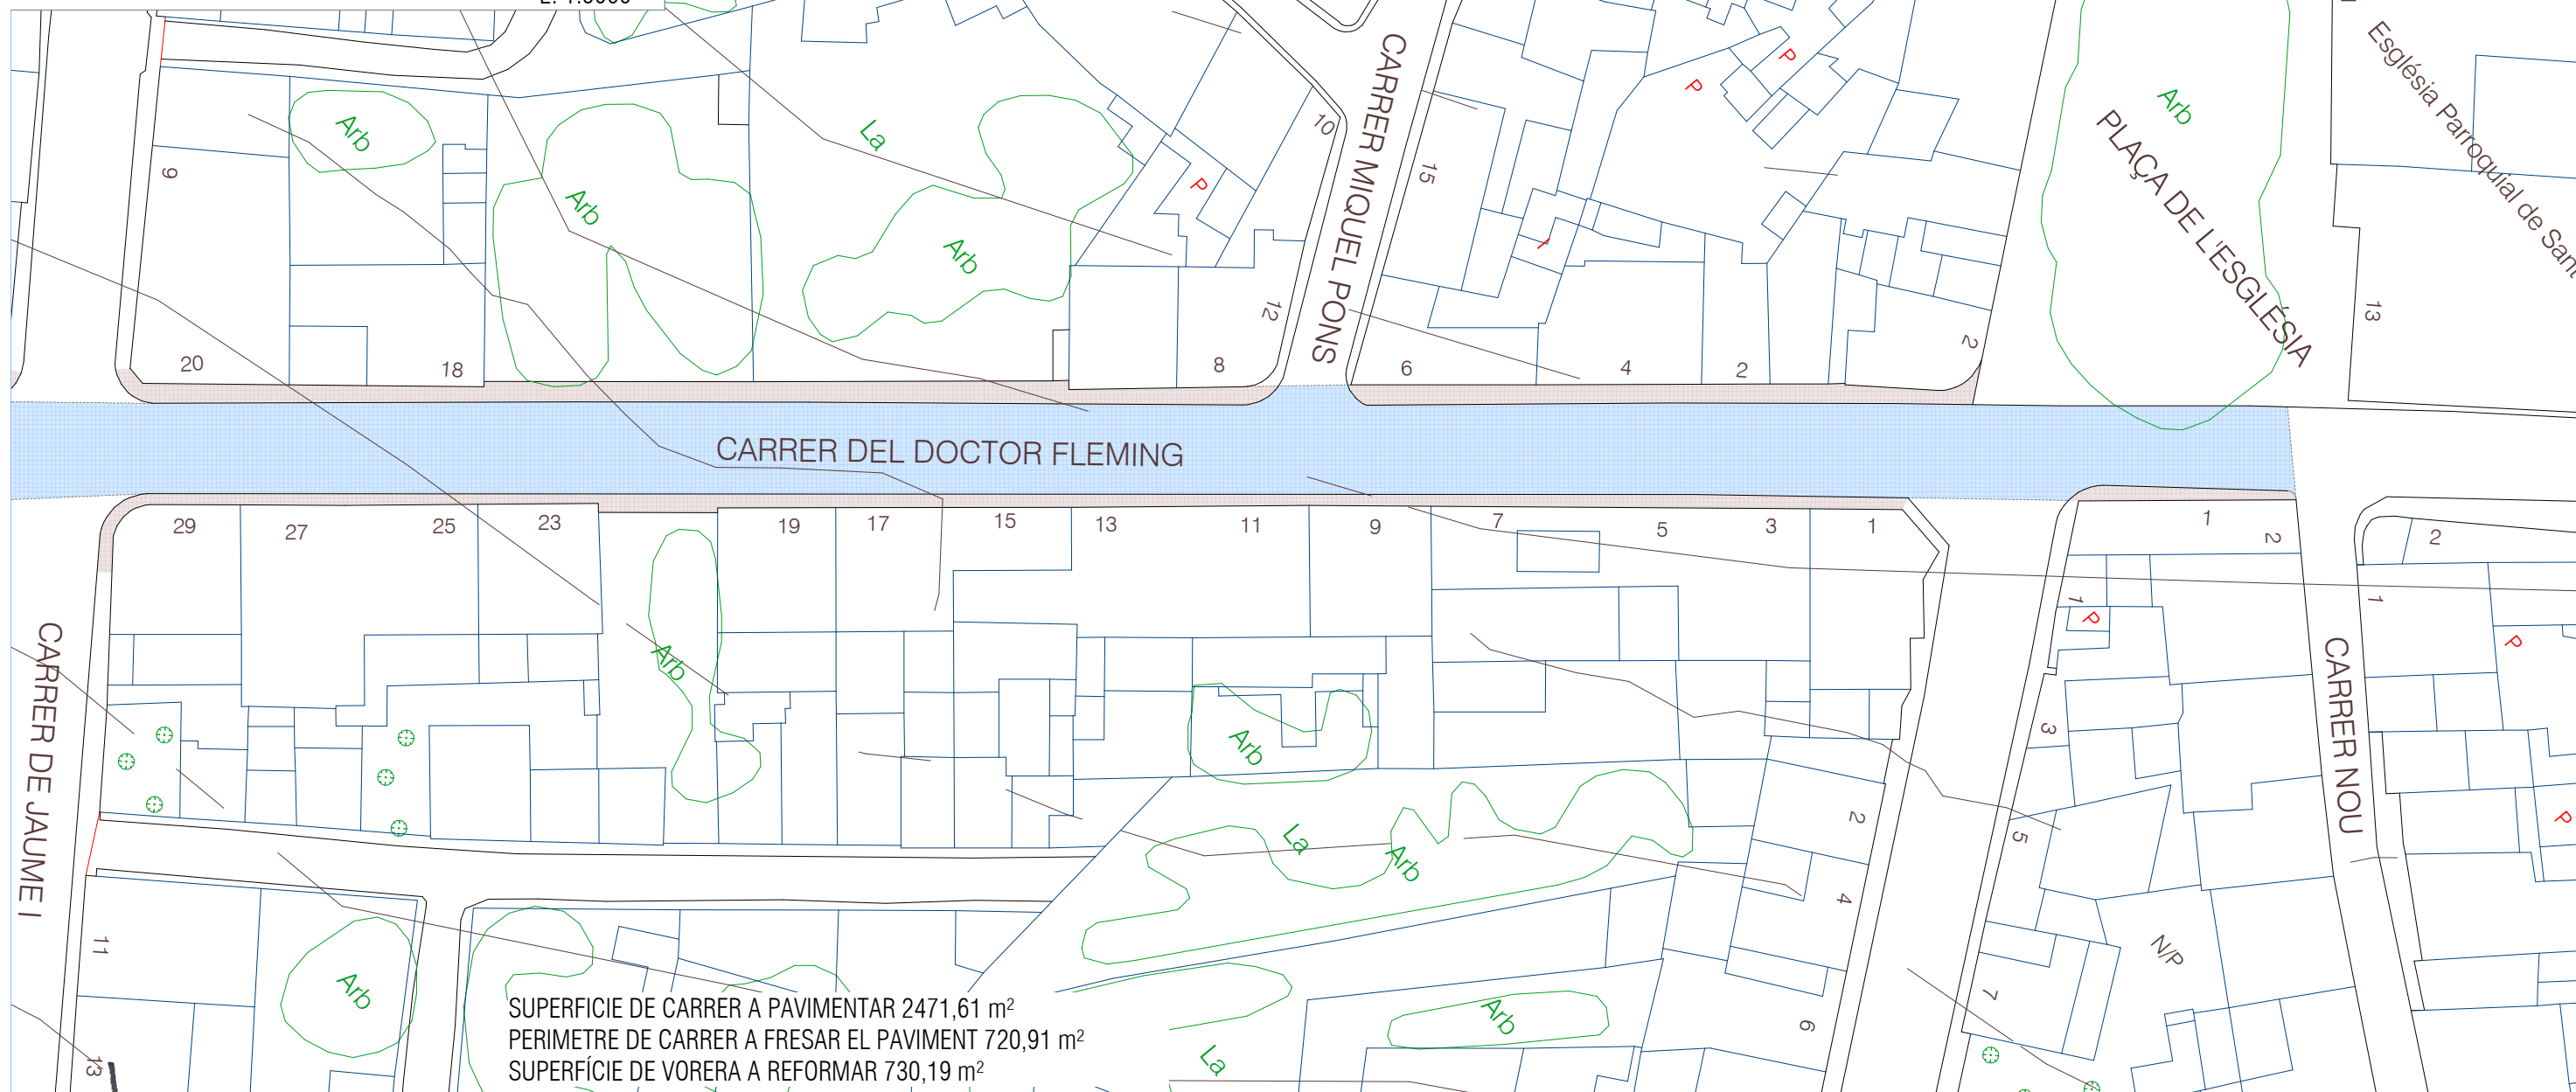 CARRER MIQUEL PONS
PLAÇA DE L'ESGLÉSIA
Església Parroquial de Sant
Arb
Arb
La
Arb
Arb
P
P
P
9
10
15
12
13
20
18
8
6
4
2
2
CARRER DEL DOCTOR FLEMING
29
27
25
23
19
17
15
13
11
9
7
5
3
1
1
2
2
CARRER DE JAUME I
CARRER NOU
Arb
Arb
La
Arb
1
P
1
P
P
3
5
7
2
4
6
N/P
11
13
Arb
Arb
La
SUPERFICIE DE CARRER A PAVIMENTAR 2471,61 m²
PERIMETRE DE CARRER A FRESAR EL PAVIMENT 720,91 m²
SUPERFÍCIE DE VORERA A REFORMAR 730,19 m²